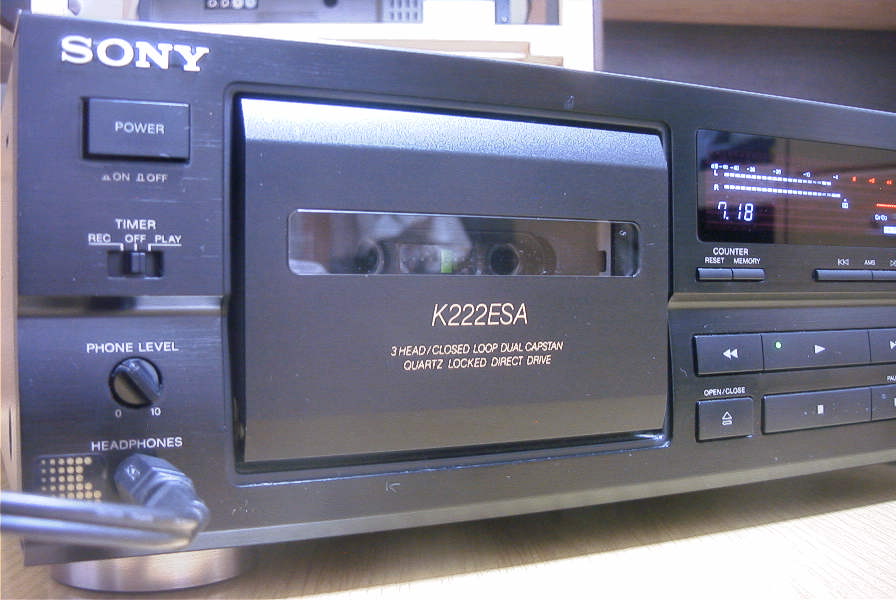 SONY
POWER
ON OFF
TIMER
REC OFF PLAY
PHONE LEVEL
0 10
HEADPHONES
K222ESA
3 HEAD/CLOSED LOOP DUAL CAPSTAN
QUARTZ LOCKED DIRECT DRIVE
L
R
7.18
COUNTER
RESET MEMORY
AMS
OPEN/CLOSE